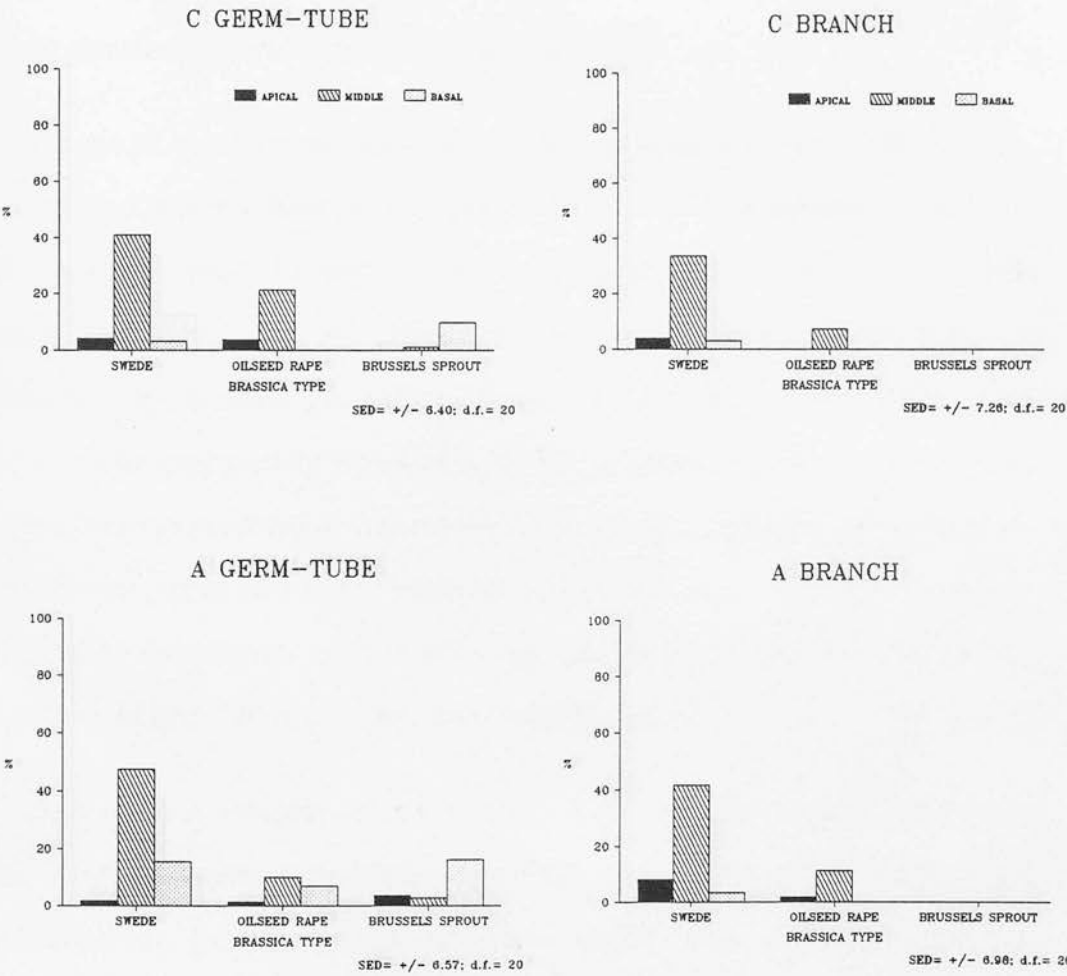 C GERM-TUBE
100
80
60
40
20
0
%
APICAL MIDDLE BASAL
SWEDE OILSEED RAPE BRUSSELS SPROUT
BRASSICA TYPE
SED= +/- 6.40; d.f.= 20
C BRANCH
100
80
60
40
20
0
%
APICAL MIDDLE BASAL
SWEDE OILSEED RAPE BRUSSELS SPROUT
BRASSICA TYPE
SED= +/- 7.26; d.f.= 20
A GERM-TUBE
100
80
60
40
20
0
%
SWEDE OILSEED RAPE BRUSSELS SPROUT
BRASSICA TYPE
SED= +/- 6.57; d.f.= 20
A BRANCH
100
80
60
40
20
0
%
SWEDE OILSEED RAPE BRUSSELS SPROUT
BRASSICA TYPE
SED= +/- 6.98; d.f.= 20